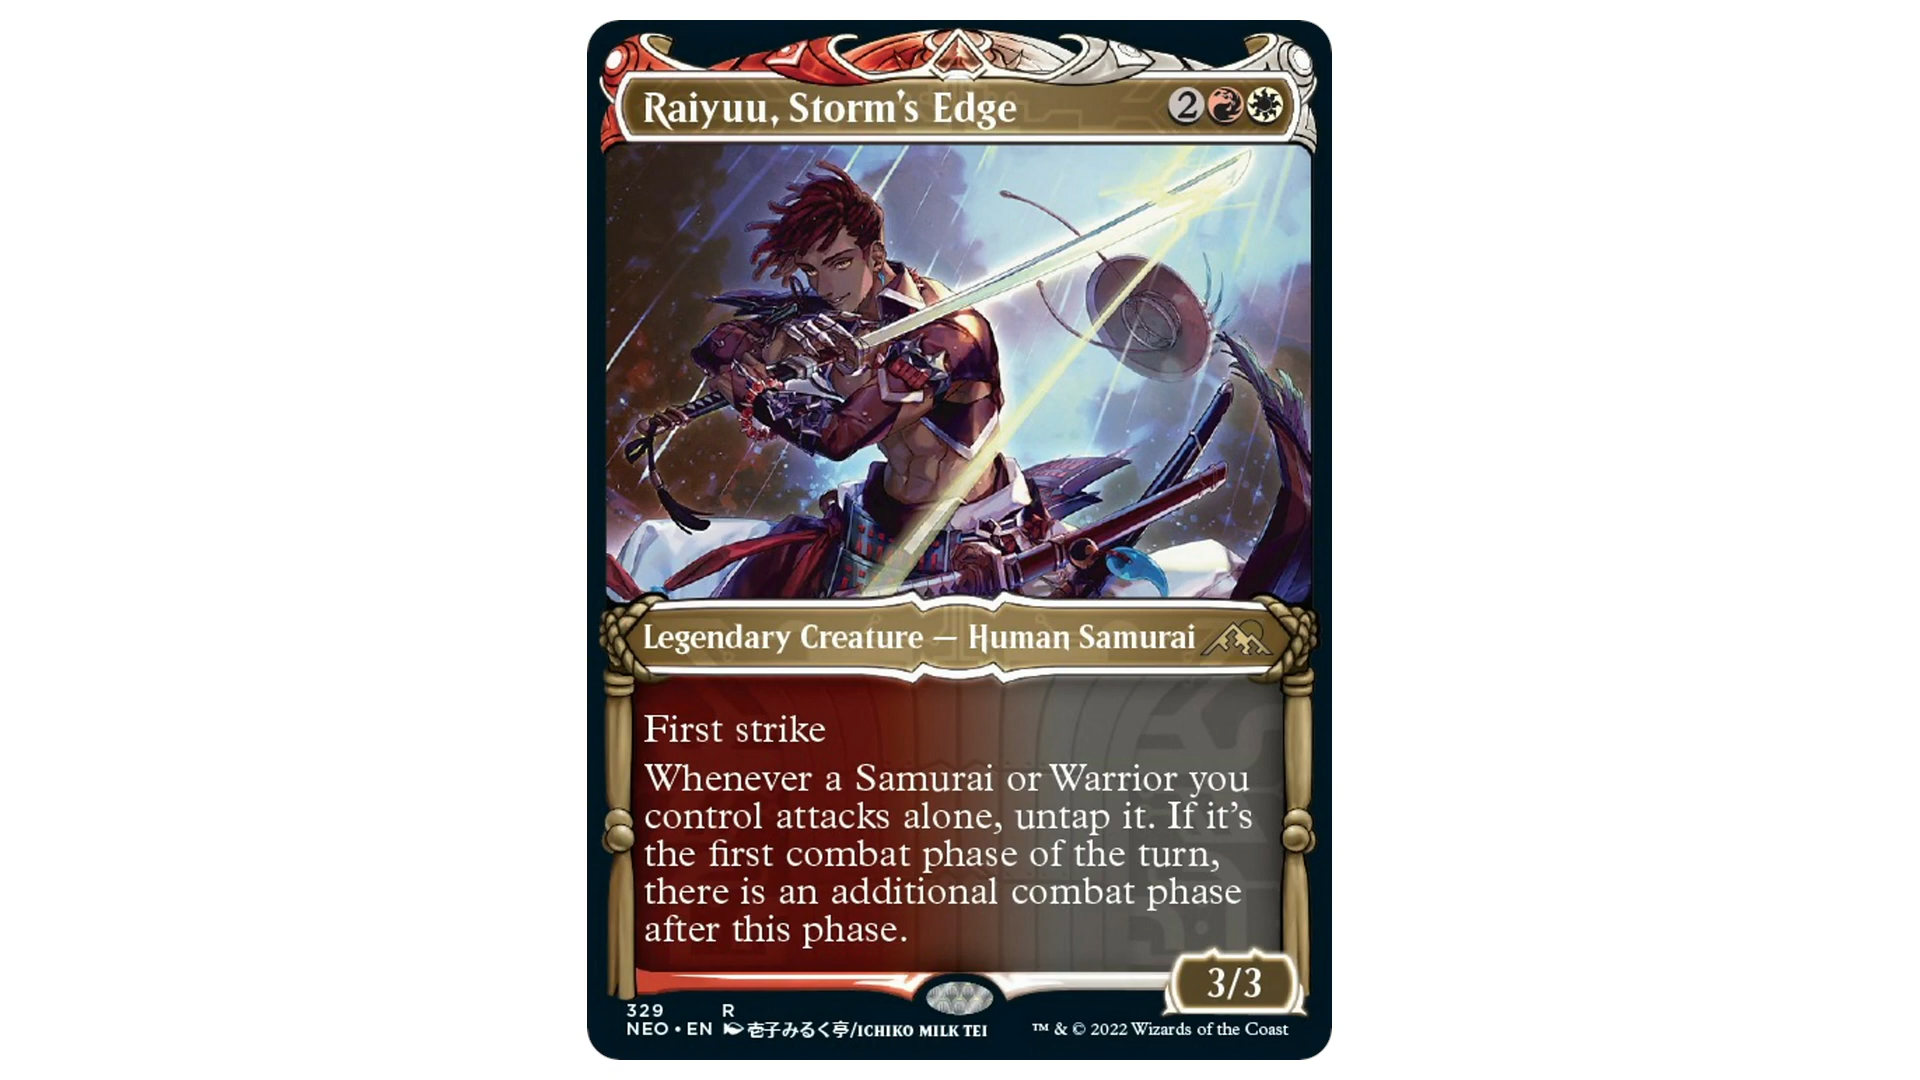 Raiyuu, Storm's Edge 2
Legendary Creature — Human Samurai
First strike
Whenever a Samurai or Warrior you
control attacks alone, untap it. If it's
the first combat phase of the turn,
there is an additional combat phase
after this phase.
3/3
329 R
NEO • EN 壱子みるく亭/ICHIKO MILK TEI ™ & © 2022 Wizards of the Coast